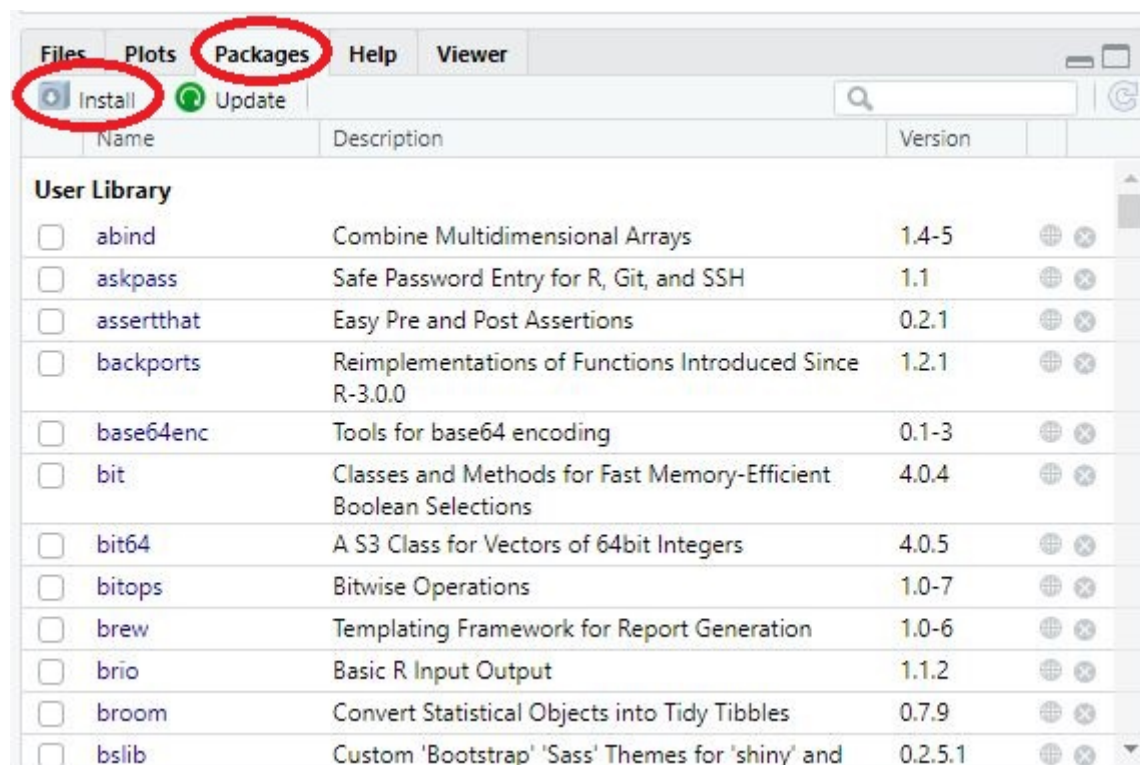 Files Plots Packages Help Viewer
Install Update
Name Description Version
User Library
abind Combine Multidimensional Arrays 1.4-5
askpass Safe Password Entry for R, Git, and SSH 1.1
assertthat Easy Pre and Post Assertions 0.2.1
backports Reimplementations of Functions Introduced Since 1.2.1
R-3.0.0
base64enc Tools for base64 encoding 0.1-3
bit Classes and Methods for Fast Memory-Efficient 4.0.4
Boolean Selections
bit64 A S3 Class for Vectors of 64bit Integers 4.0.5
bitops Bitwise Operations 1.0-7
brew Templating Framework for Report Generation 1.0-6
brio Basic R Input Output 1.1.2
broom Convert Statistical Objects into Tidy Tibbles 0.7.9
bslib Custom 'Bootstrap' 'Sass' Themes for 'shiny' and 0.2.5.1